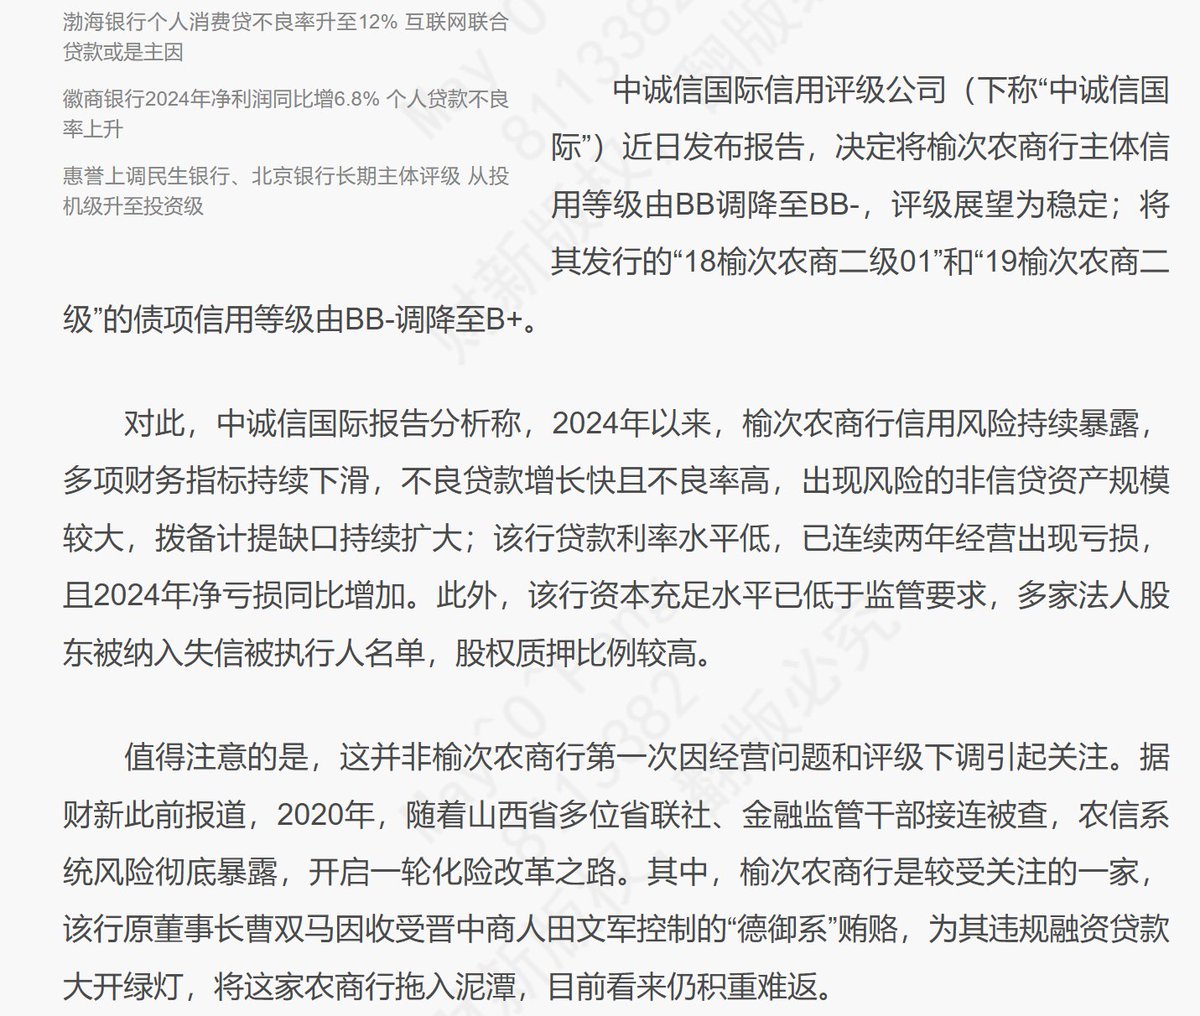 渤海银行个人消费贷不良率升至12% 互联网联合
贷款或是主因
徽商银行2024年净利润同比增6.8% 个人贷款不良
率上升
惠誉上调民生银行、北京银行长期主体评级 从投
机级升至投资级
中诚信国际信用评级公司（下称“中诚信国
际”）近日发布报告，决定将榆次农商行主体信
用等级由BB调降至BB-，评级展望为稳定；将
其发行的“18榆次农商二级01”和“19榆次农商二
级”的债项信用等级由BB-调降至B+。
对此，中诚信国际报告分析称，2024年以来，榆次农商行信用风险持续暴露，
多项财务指标持续下滑，不良贷款增长快且不良率高，出现风险的非信贷资产规模
较大，拨备计提缺口持续扩大；该行贷款利率水平低，已连续两年经营出现亏损，
且2024年净亏损同比增加。此外，该行资本充足水平已低于监管要求，多家法人股
东被纳入失信被执行人名单，股权质押比例较高。
值得注意的是，这并非榆次农商行第一次因经营问题和评级下调引起关注。据
财新此前报道，2020年，随着山西省多位省联社、金融监管干部接连被查，农信系
统风险彻底暴露，开启一轮化险改革之路。其中，榆次农商行是较受关注的一家，
该行原董事长曹双马因收受晋中商人田文军控制的“德御系”贿赂，为其违规融资贷款
大开绿灯，将这家农商行拖入泥潭，目前看来仍积重难返。